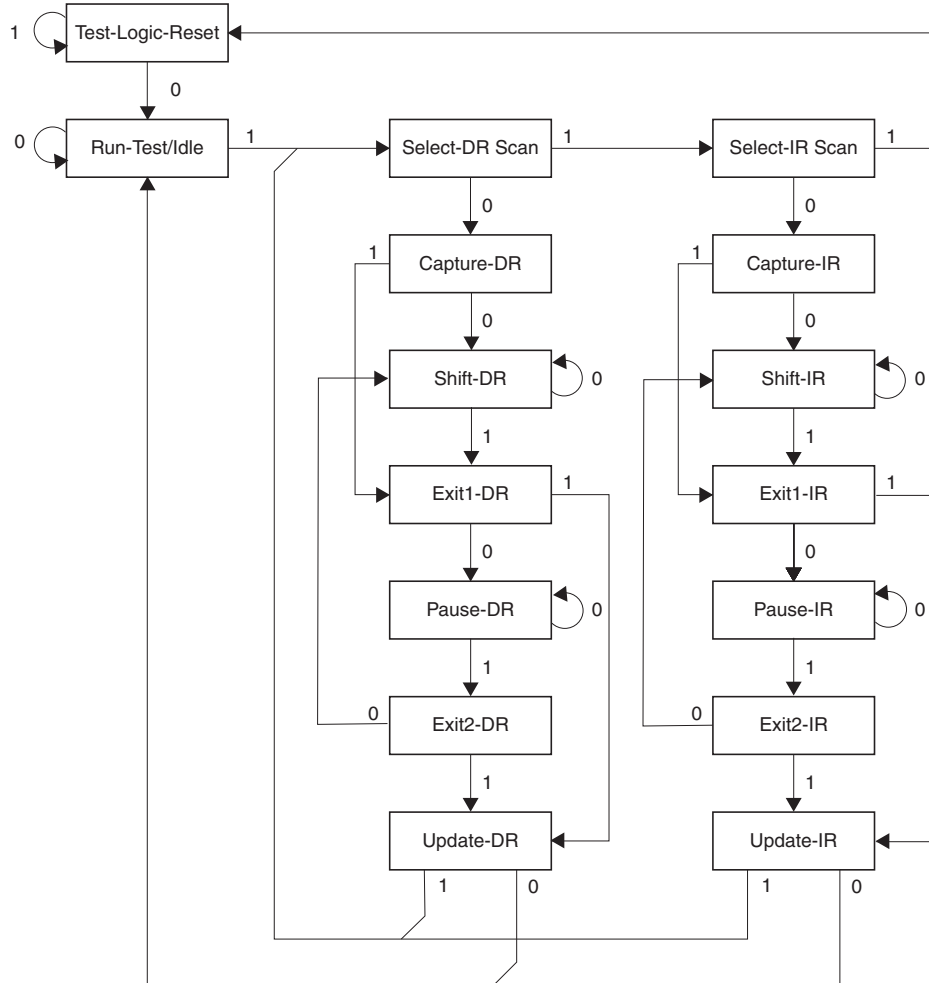 1 Test-Logic-Reset
0
0 Run-Test/Idle 1 Select-DR Scan 1 Select-IR Scan 1
0 0
1 Capture-DR 1 Capture-IR
0 0
Shift-DR 0 Shift-IR 0
1 1
Exit1-DR 1 Exit1-IR 1
0 0
Pause-DR 0 Pause-IR 0
1 1
0 Exit2-DR 0 Exit2-IR
1 1
Update-DR Update-IR
1 0 1 0